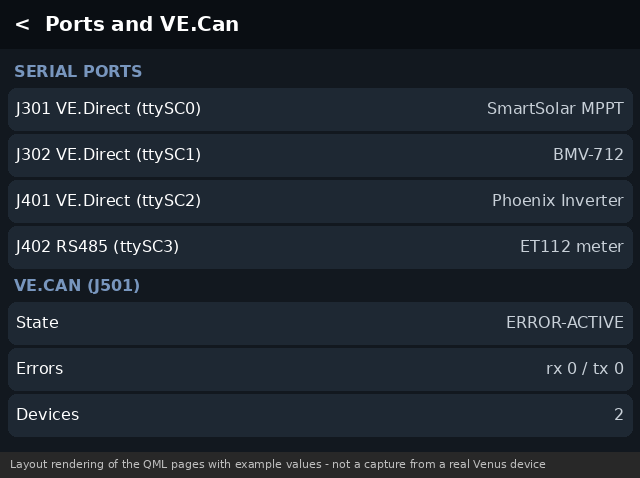 < Ports and VE.Can
SERIAL PORTS
J301 VE.Direct (ttySC0) SmartSolar MPPT
J302 VE.Direct (ttySC1) BMV-712
J401 VE.Direct (ttySC2) Phoenix Inverter
J402 RS485 (ttySC3) ET112 meter
VE.CAN (J501)
State ERROR-ACTIVE
Errors rx 0 / tx 0
Devices 2
Layout rendering of the QML pages with example values - not a capture from a real Venus device